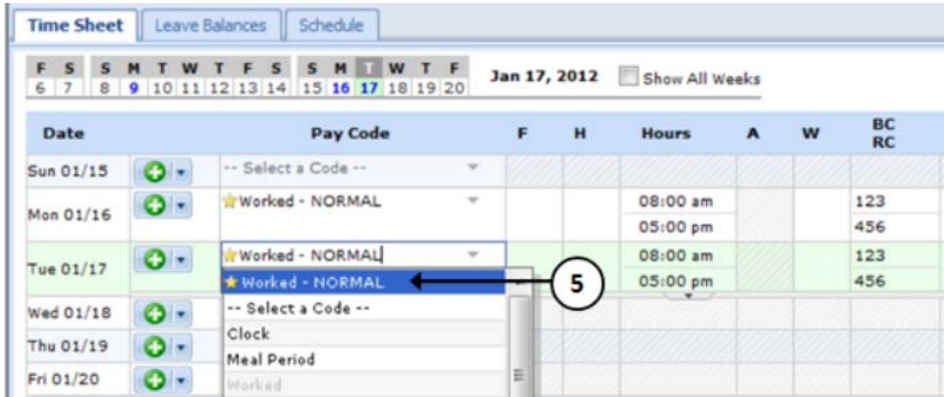 Time Sheet Leave Balances Schedule
F S S M T W T F S S M T W T F Jan 17, 2012 Show All Weeks
6 7 8 9 10 11 12 13 14 15 16 17 18 19 20
Date Pay Code F H Hours A W BC
RC
Sun 01/15 -- Select a Code --
Mon 01/16 Worked - NORMAL 08:00 am 123
05:00 pm 456
Tue 01/17 Worked - NORMAL 08:00 am 123
Worked - NORMAL 5 05:00 pm 456
Wed 01/18 -- Select a Code --
Thu 01/19 Clock
Meal Period
Fri 01/20 Worked